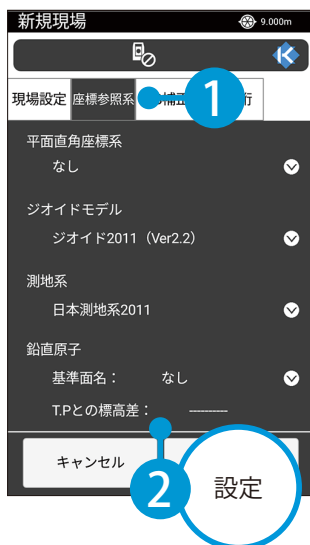 新規現場 9.000m
現場設定 座標参照系 1
平面直角座標系
なし
ジオイドモデル
ジオイド2011（Ver2.2）
測地系
日本測地系2011
鉛直原子
基準面名： なし
T.Pとの標高差： ----------
キャンセル 2 設定